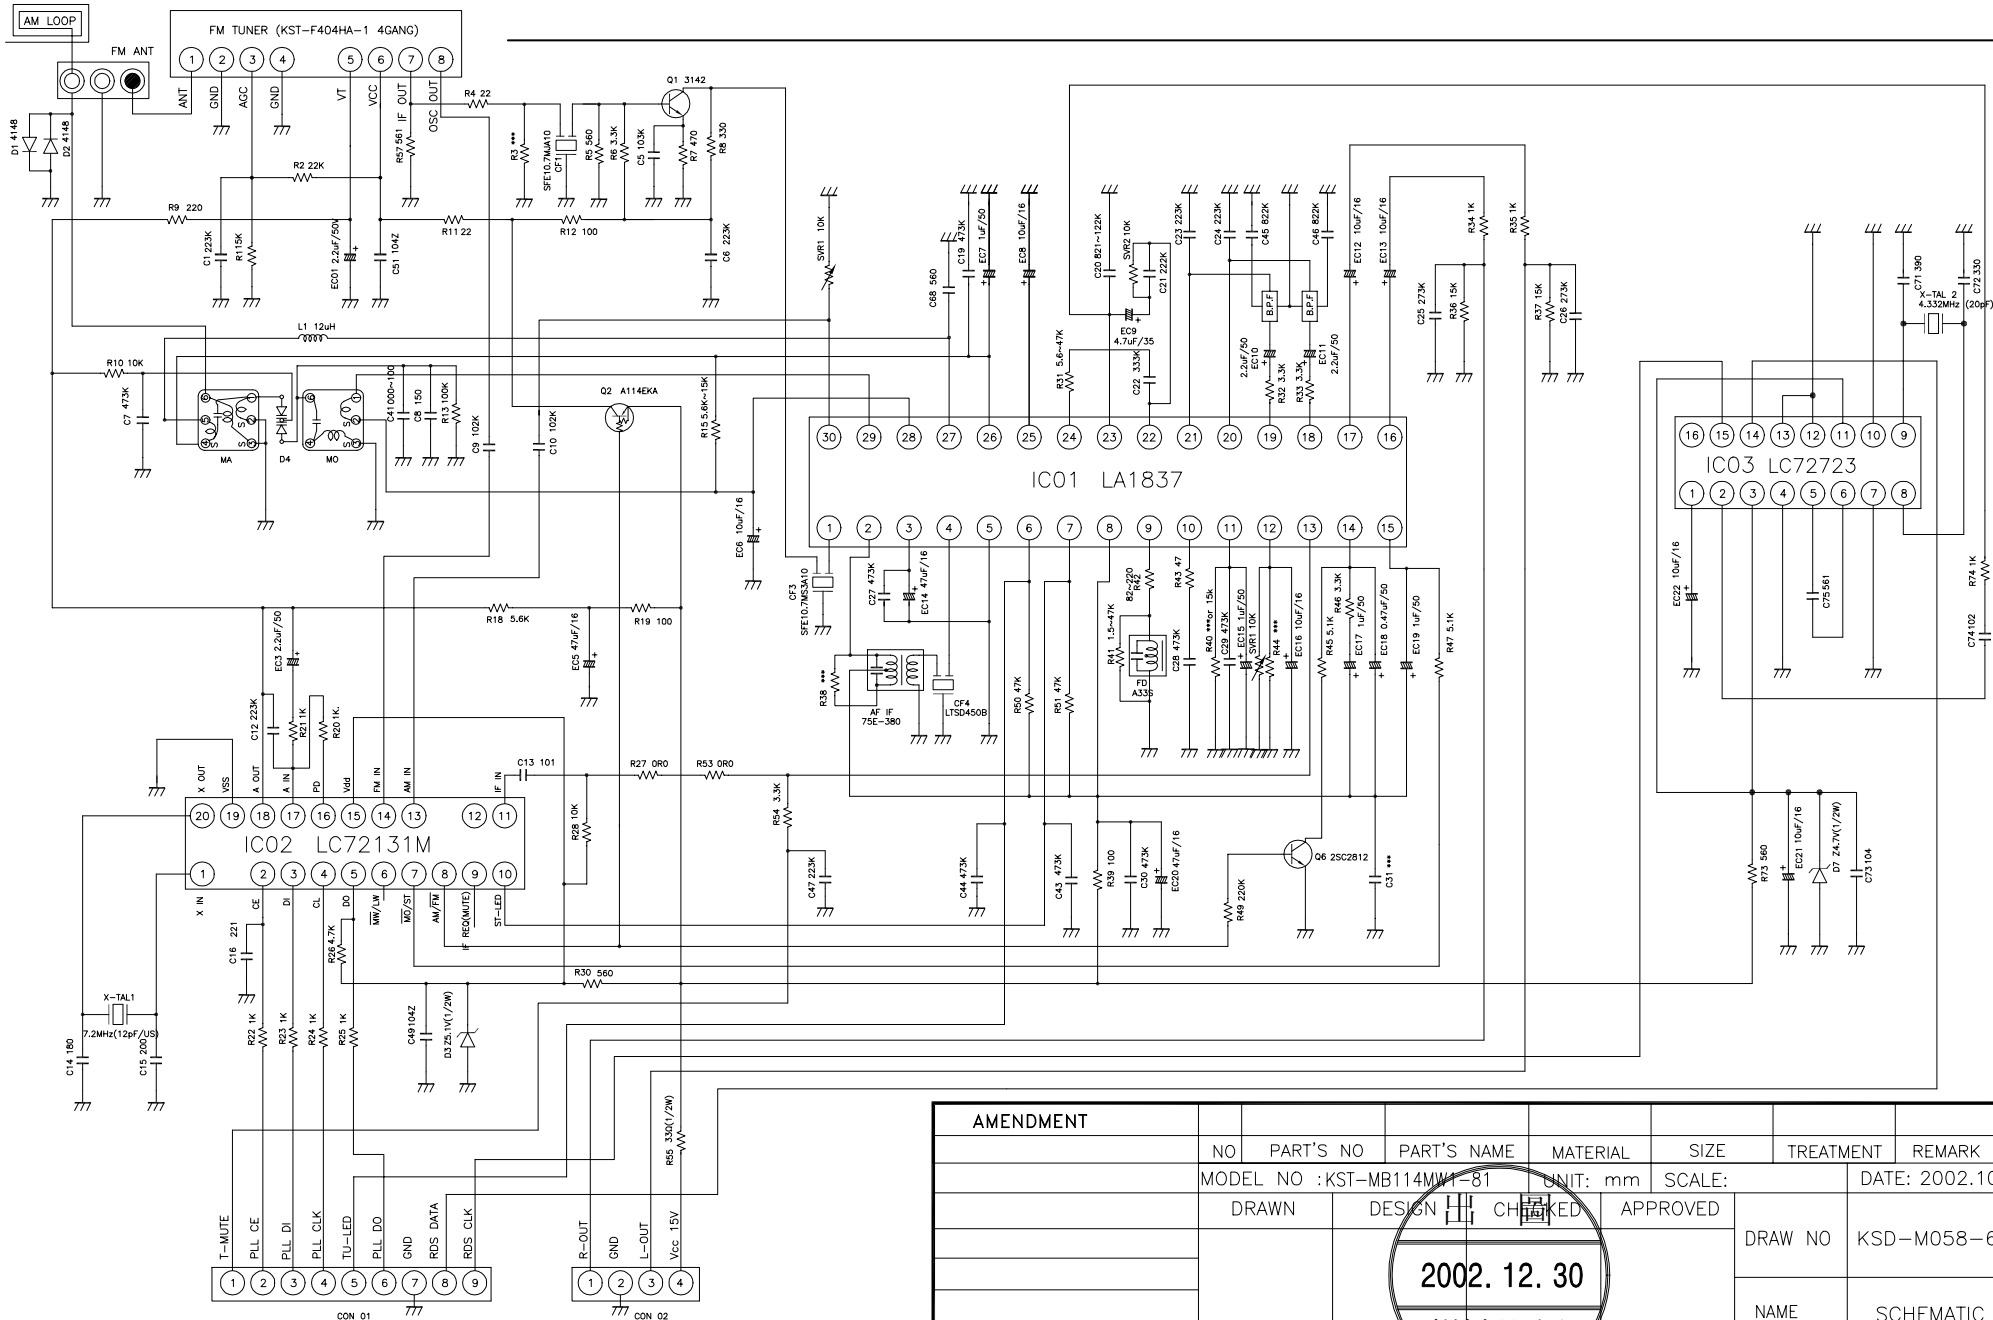 AM LOOP
FM ANT
FM TUNER (KST-F404HA-1 4GANG)
1 2 3 4 5 6 7 8
ANT
GND
AGC
GND
VT
VCC
IF OUT
OSC OUT
D1 4148
D2 4148
R4 22
R57 561
R3 ***
SFE10.7MJA10
CF1
R5 560
R6 3.3K
C5 103K
Q1 3142
R7 470
R8 330
R2 22K
R9 220
C1 223K
R1 15K
EC01 2.2uF/50V
C51 104Z
R11 22
R12 100
C6 223K
L1 12uH
R10 10K
C7 473K
MA
D4
MO
C4 1000~100
C8 150
R13 100K
C9 102K
C10 102K
Q2 A114EKA
R15 5.6K~15K
EC6 10uF/16
SVR1 10K
C68 560
C19 473K
EC7 1uF/50
EC8 10uF/16
C20 821~122K
SVR2 10K
C21 222K
EC9
4.7uF/35
R31 5.6~47K
C22 333K
C23 223K
C24 223K
C45 822K
C46 822K
B.P.F
B.P.F
2.2uF/50
EC10
EC11
2.2uF/50
R32 3.3K
R33 3.3K
EC12 10uF/16
EC13 10uF/16
R34 1K
R35 1K
C25 273K
R36 15K
R37 15K
C26 273K
C71 390
C72 330
X-TAL 2
4.332MHz (20pF)
30 29 28 27 26 25 24 23 22 21 20 19 18 17 16
IC01 LA1837
1 2 3 4 5 6 7 8 9 10 11 12 13 14 15
16 15 14 13 12 11 10 9
IC03 LC72723
1 2 3 4 5 6 7 8
CF3
SFE10.7MS3A10
C27 473K
EC14 47uF/16
R38 ***
AF IF
75E-380
CF4
LTSD450B
R50 47K
R51 47K
82~220
R42
R41 1.5~47K
FD
A33S
R43 47
C28 473K
R40 ***or 15k
C29 473K
EC15 1uF/50
SVR1 10K
R44 ***
EC16 10uF/16
R45 5.1K
R46 3.3K
EC17 1uF/50
EC18 0.47uF/50
EC19 1uF/50
R47 5.1K
EC22 10uF/16
C75 561
R74 1K
C74 102
R18 5.6K
R19 100
EC3 2.2uF/50
EC5 47uF/16
C12 223K
R21 1K
R20 1K.
X OUT
VSS
A OUT
A IN
PD
Vdd
FM IN
AM IN
IF IN
C13 101
R27 0R0
R53 0R0
R28 10K
R54 3.3K
C47 223K
20 19 18 17 16 15 14 13 12 11
IC02 LC72131M
1 2 3 4 5 6 7 8 9 10
X IN
CE
DI
CL
DO
MW/LW
MO/ST
AM/FM
IF REQ(MUTE)
ST-LED
C44 473K
C43 473K
R39 100
C30 473K
EC20 47uF/16
R49 220K
Q6 2SC2812
C31 ***
R73 560
EC21 10uF/16
D7 Z4.7V(1/2W)
C73 104
C16 221
R26 4.7K
R30 560
X-TAL1
7.2MHz(12pF/US)
C14 180
C15 200
R22 1K
R23 1K
R24 1K
R25 1K
C49 104Z
D3 Z5.1V(1/2W)
R55 33Ω(1/2W)
T-MUTE
PLL CE
PLL DI
PLL CLK
TU-LED
PLL DO
GND
RDS DATA
RDS CLK
R-OUT
GND
L-OUT
Vcc 15V
1 2 3 4 5 6 7 8 9
CON 01
1 2 3 4
CON 02
AMENDMENT
NO PART'S NO PART'S NAME MATERIAL SIZE TREATMENT REMARK
MODEL NO :KST-MB114MW1-81 UNIT: mm SCALE: DATE: 2002.10
DRAWN DESIGN CHECKED APPROVED
出 圖
DRAW NO KSD-M058-6
2002. 12. 30
NAME SCHEMATIC